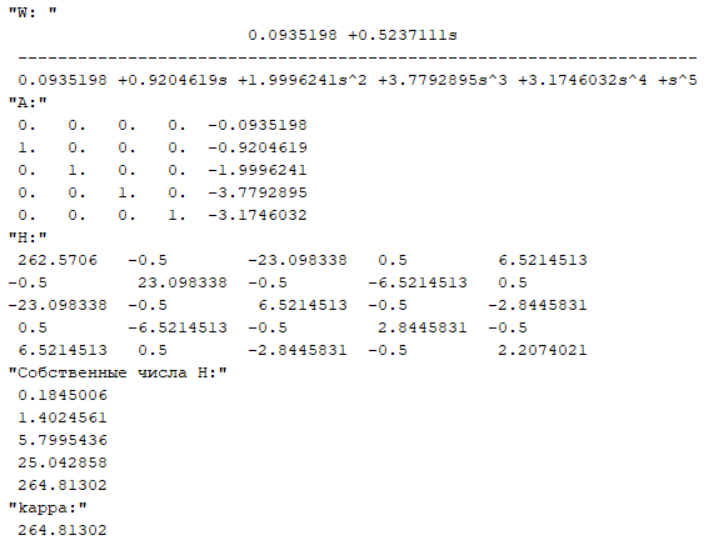 "W: "
0.0935198 +0.5237111s
--------------------------------------------------------------------
0.0935198 +0.9204619s +1.9996241s^2 +3.7792895s^3 +3.1746032s^4 +s^5
"A:"
0. 0. 0. 0. -0.0935198
1. 0. 0. 0. -0.9204619
0. 1. 0. 0. -1.9996241
0. 0. 1. 0. -3.7792895
0. 0. 0. 1. -3.1746032
"H:"
262.5706 -0.5 -23.098338 0.5 6.5214513
-0.5 23.098338 -0.5 -6.5214513 0.5
-23.098338 -0.5 6.5214513 -0.5 -2.8445831
0.5 -6.5214513 -0.5 2.8445831 -0.5
6.5214513 0.5 -2.8445831 -0.5 2.2074021
"Собственные числа H:"
0.1845006
1.4024561
5.7995436
25.042858
264.81302
"kappa:"
264.81302